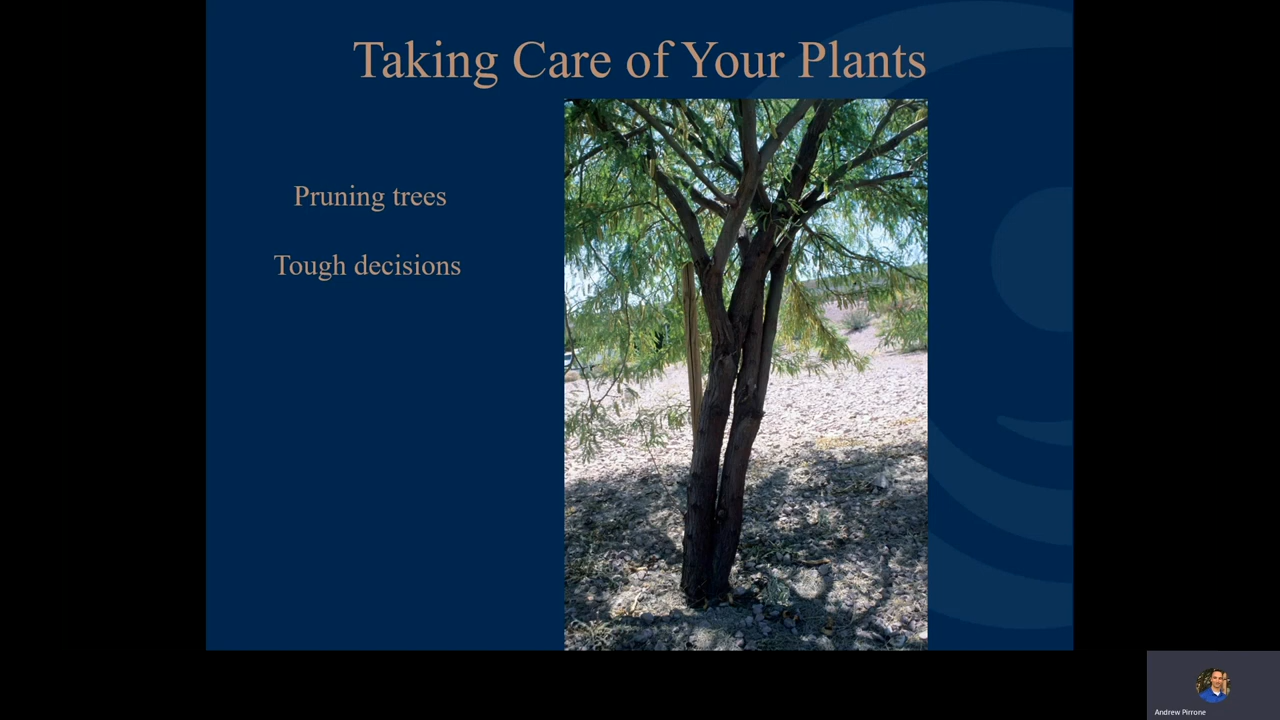 Taking Care of Your Plants
Pruning trees
Tough decisions
Andrew Pirrone